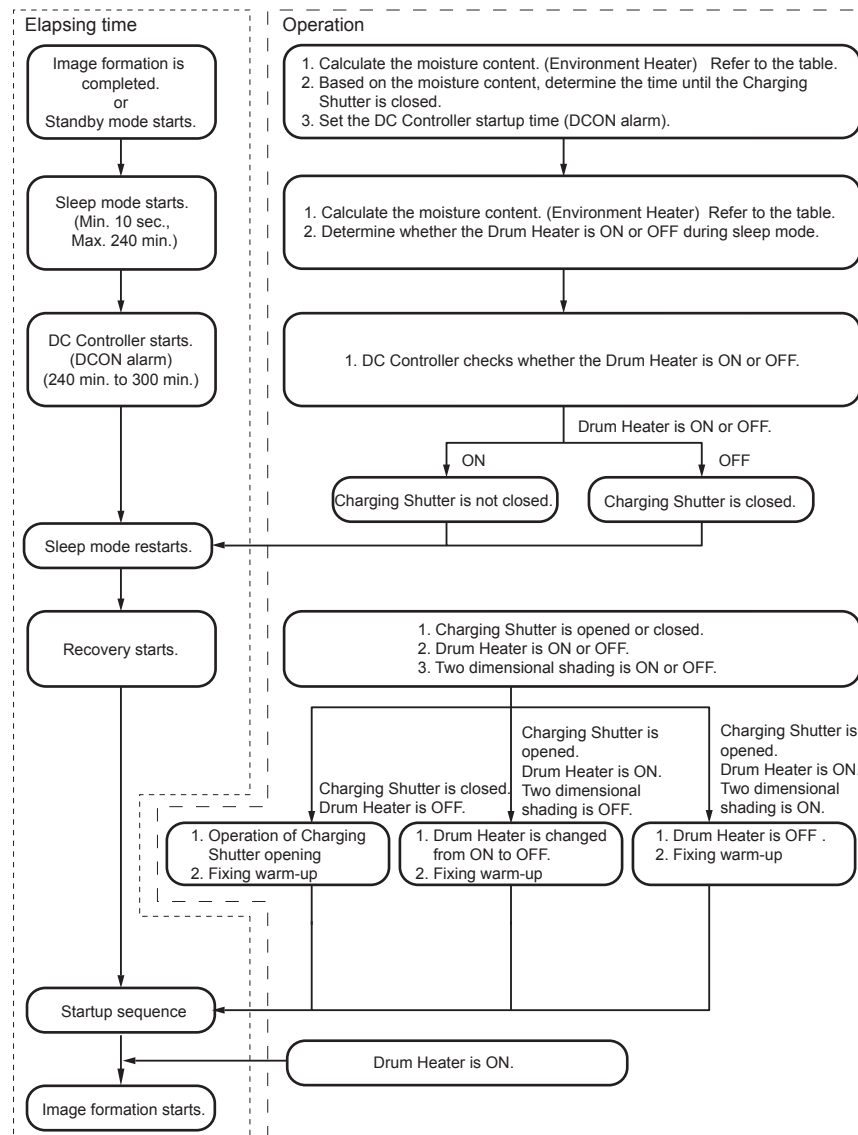 Elapsing time
Operation
Image formation is
completed.
or
Standby mode starts.
1. Calculate the moisture content. (Environment Heater)   Refer to the table.
2. Based on the moisture content, determine the time until the Charging
Shutter is closed.
3. Set the DC Controller startup time (DCON alarm).
Sleep mode starts.
(Min. 10 sec.,
Max. 240 min.)
1. Calculate the moisture content. (Environment Heater)   Refer to the table.
2. Determine whether the Drum Heater is ON or OFF during sleep mode.
DC Controller starts.
(DCON alarm)
(240 min. to 300 min.)
1. DC Controller checks whether the Drum Heater is ON or OFF.
Drum Heater is ON or OFF.
ON
OFF
Charging Shutter is not closed.
Charging Shutter is closed.
Sleep mode restarts.
Recovery starts.
1. Charging Shutter is opened or closed.
2. Drum Heater is ON or OFF.
3. Two dimensional shading is ON or OFF.
Charging Shutter is closed.
Drum Heater is OFF.
Charging Shutter is
opened.
Drum Heater is ON.
Two dimensional
shading is OFF.
Charging Shutter is
opened.
Drum Heater is ON.
Two dimensional
shading is ON.
1. Operation of Charging
Shutter opening
2. Fixing warm-up
1. Drum Heater is changed
from ON to OFF.
2. Fixing warm-up
1. Drum Heater is OFF .
2. Fixing warm-up
Startup sequence
Drum Heater is ON.
Image formation starts.